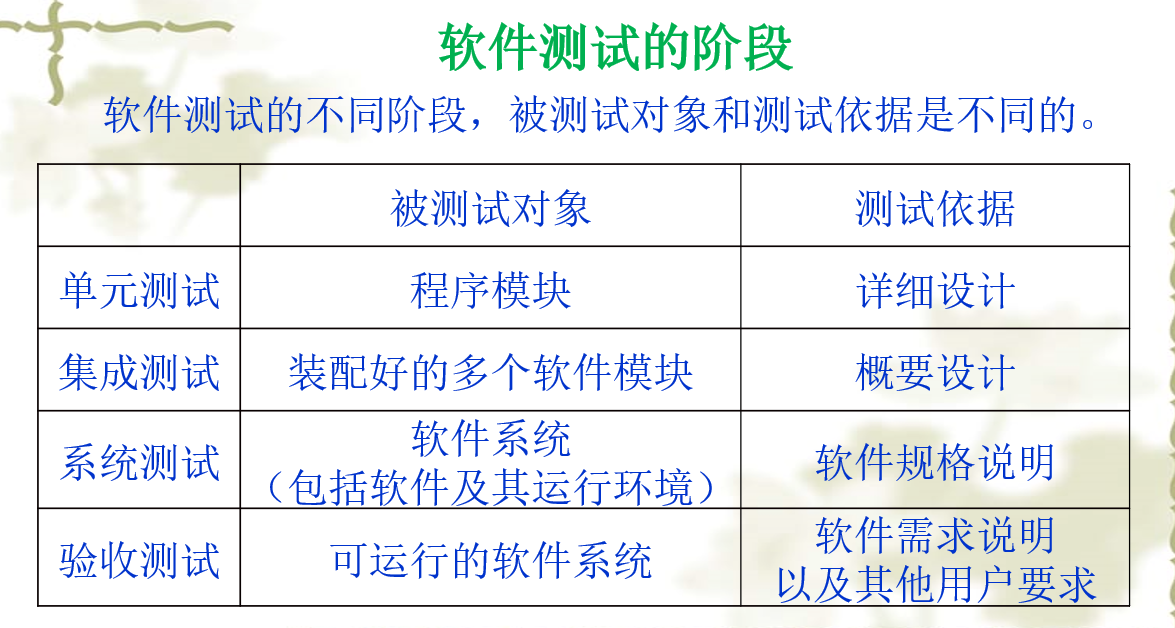 软件测试的阶段
软件测试的不同阶段，被测试对象和测试依据是不同的。
被测试对象 测试依据
单元测试 程序模块 详细设计
集成测试 装配好的多个软件模块 概要设计
系统测试 软件系统
（包括软件及其运行环境） 软件规格说明
验收测试 可运行的软件系统 软件需求说明
以及其他用户要求